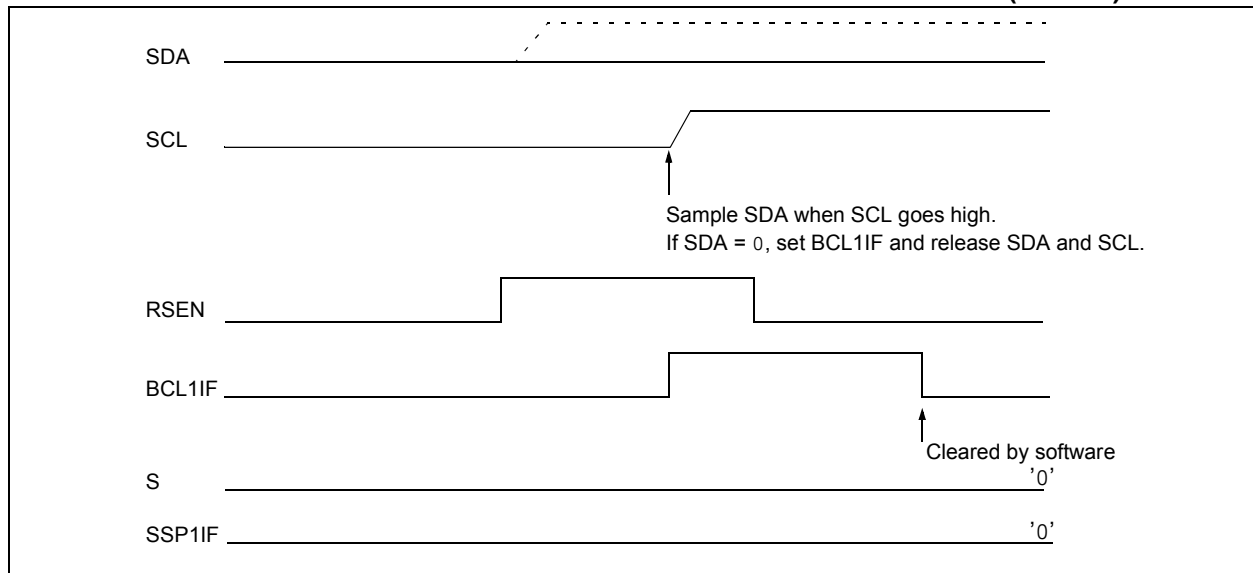 SDA
SCL
Sample SDA when SCL goes high.
If SDA = 0, set BCL1IF and release SDA and SCL.
RSEN
BCL1IF
Cleared by software
S
'0'
SSP1IF
'0'